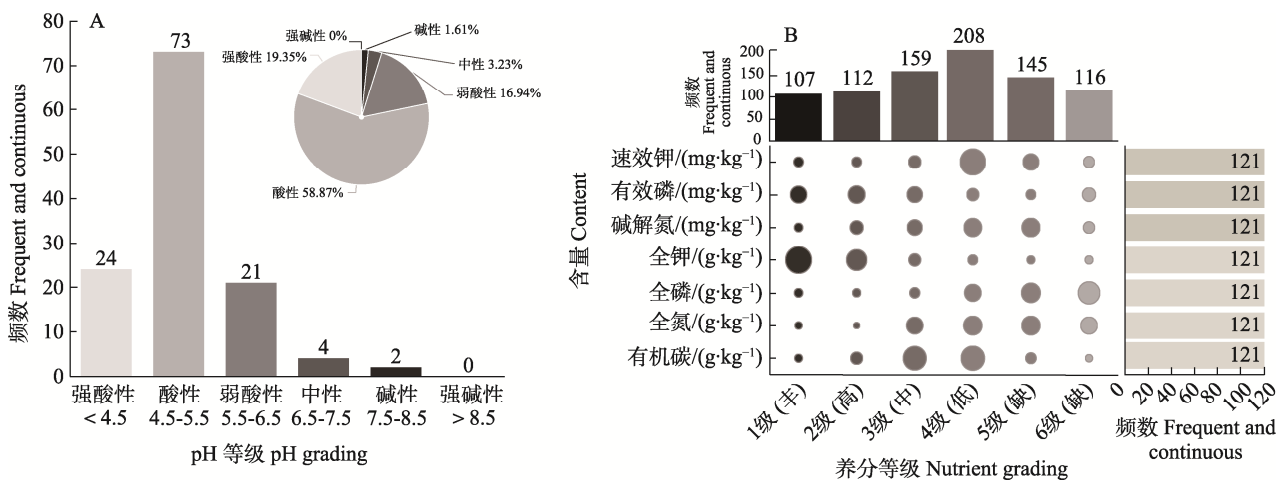 A
80
70
60
50
40
30
20
10
0
频数 Frequent and continuous
24
73
21
4
2
0
强酸性
< 4.5
酸性
4.5-5.5
弱酸性
5.5-6.5
中性
6.5-7.5
碱性
7.5-8.5
强碱性
> 8.5
pH 等级 pH grading
强碱性 0%
碱性 1.61%
强酸性 19.35%
中性 3.23%
弱酸性 16.94%
酸性 58.87%
B
频数
Frequent and
continuous
200
150
100
50
0
107
112
159
208
145
116
含量 Content
速效钾/(mg·kg⁻¹)
有效磷/(mg·kg⁻¹)
碱解氮/(mg·kg⁻¹)
全钾/(g·kg⁻¹)
全磷/(g·kg⁻¹)
全氮/(g·kg⁻¹)
有机碳/(g·kg⁻¹)
121
121
121
121
121
121
121
1级 (丰)
2级 (高)
3级 (中)
4级 (低)
5级 (缺)
6级 (缺)
养分等级 Nutrient grading
0
20
40
60
80
100
120
频数 Frequent and
continuous